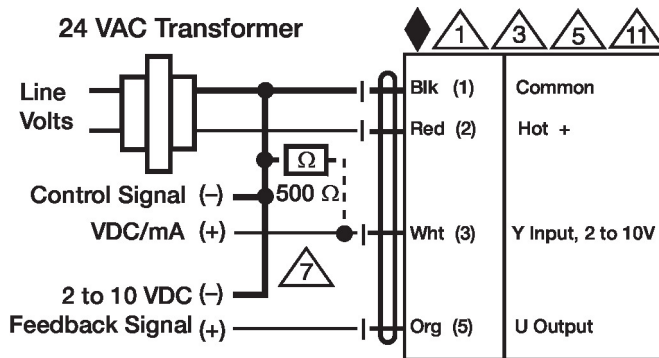 24 VAC Transformer
1 3 5 11
Line
Volts
Blk (1) Common
Red (2) Hot +
Ω
500 Ω
Control Signal (–)
VDC/mA (+)
Wht (3) Y Input, 2 to 10V
7
2 to 10 VDC (–)
Feedback Signal (+)
Org (5) U Output